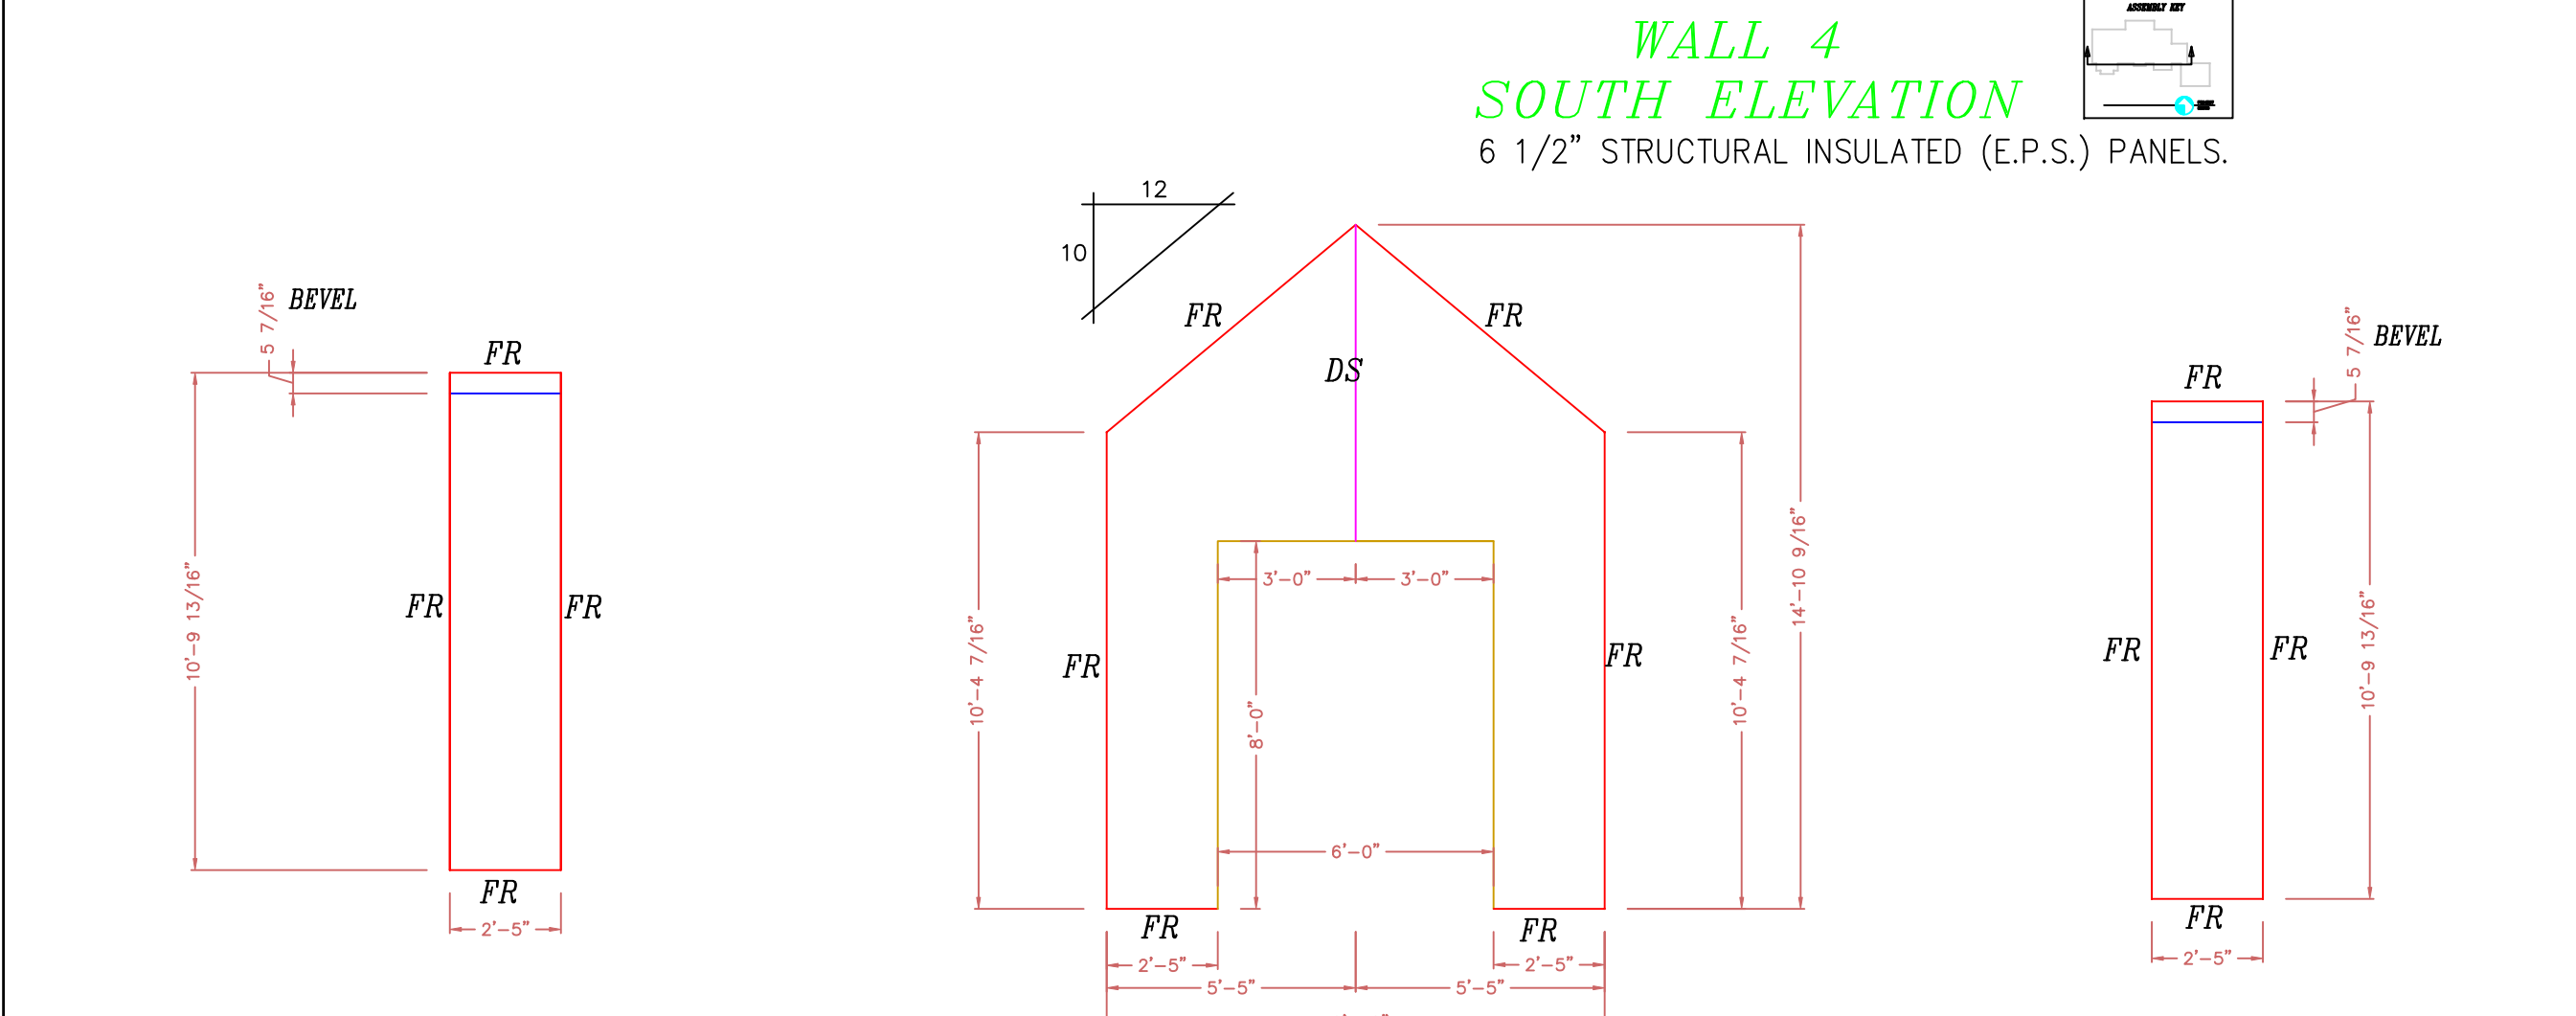 ASSEMBLY KEY
WALL 4
SOUTH ELEVATION
6 1/2" STRUCTURAL INSULATED (E.P.S.) PANELS.
12
10
5 7/16"
BEVEL
FR
10'-9 13/16"
FR
FR
FR
2'-5"
FR
FR
DS
14'-10 9/16"
3'-0"
3'-0"
10'-4 7/16"
FR
8'-0"
FR
10'-4 7/16"
6'-0"
FR
FR
2'-5"
2'-5"
5'-5"
5'-5"
5 7/16"
BEVEL
FR
FR
FR
10'-9 13/16"
FR
2'-5"